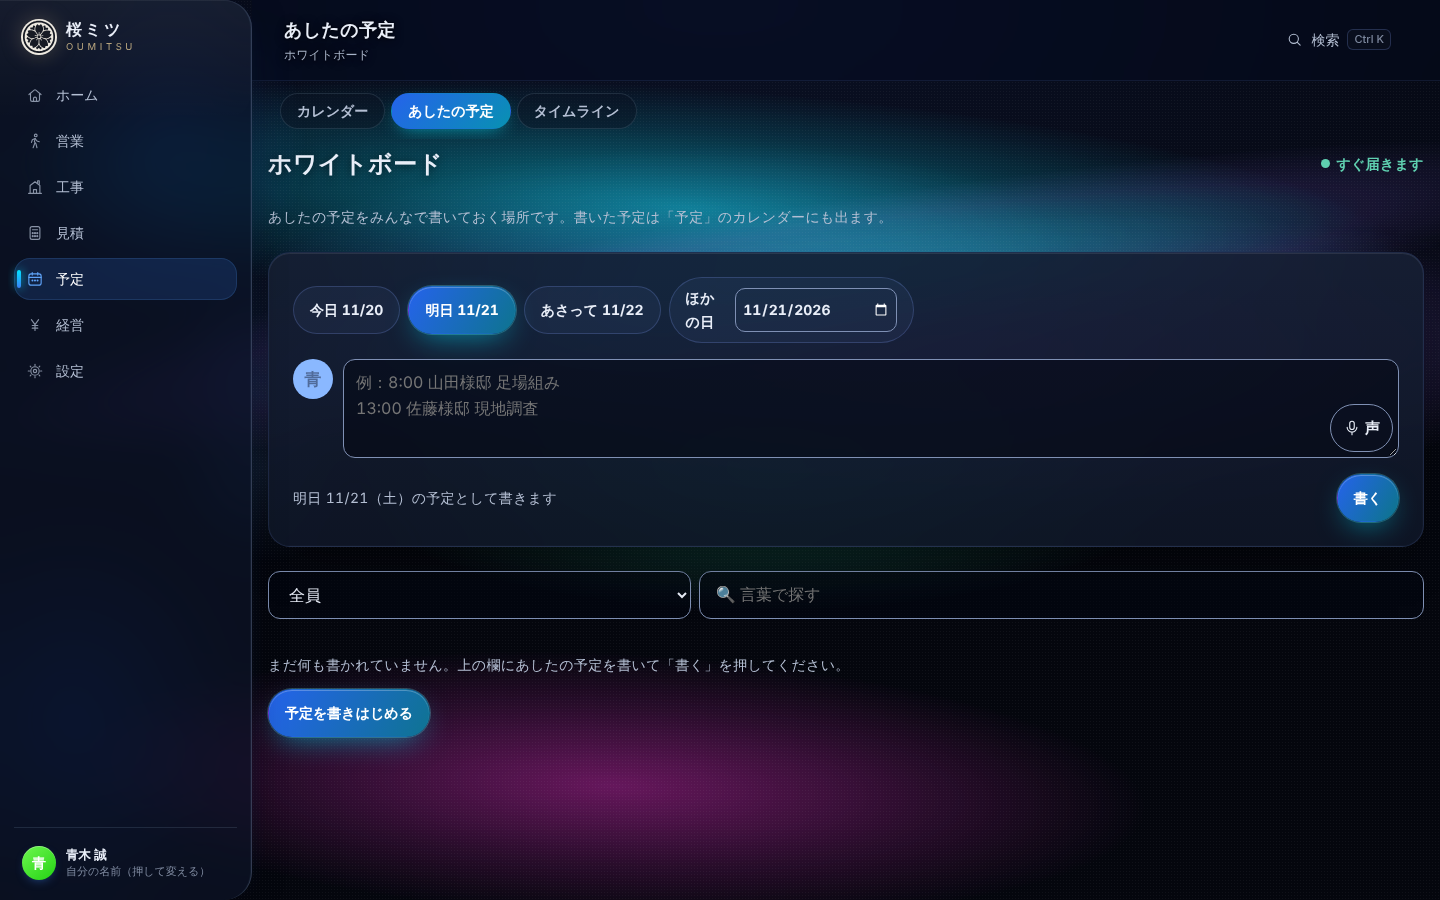 桜ミツ
OUMITSU
ホーム
営業
工事
見積
予定
経営
設定
青
青木 誠
自分の名前（押して変える）
あしたの予定
ホワイトボード
検索 Ctrl K
カレンダー あしたの予定 タイムライン
ホワイトボード
すぐ届きます
あしたの予定をみんなで書いておく場所です。書いた予定は「予定」のカレンダーにも出ます。
今日 11/20 明日 11/21 あさって 11/22 ほかの日 11/21/2026
青
例：8:00 山田様邸 足場組み
13:00 佐藤様邸 現地調査
声
明日 11/21（土）の予定として書きます
書く
全員
言葉で探す
まだ何も書かれていません。上の欄にあしたの予定を書いて「書く」を押してください。
予定を書きはじめる